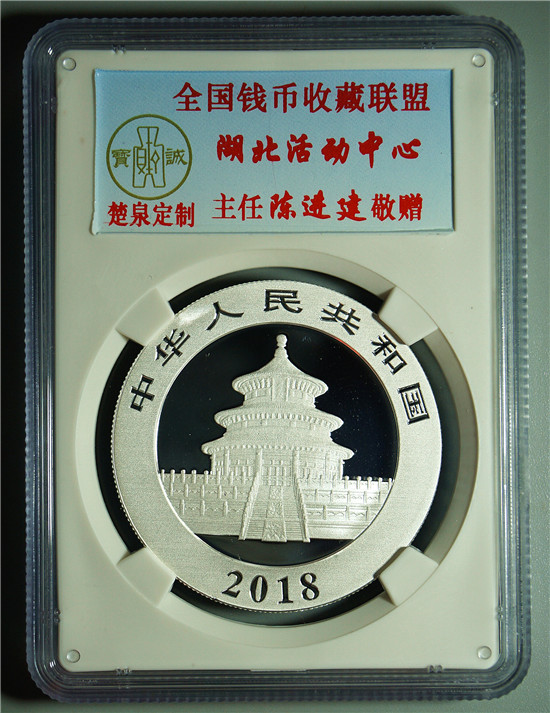 全国钱币收藏联盟
寶 誠
湖北活动中心
楚泉定制
主任陈进建敬赠
中华人民共和国
2018